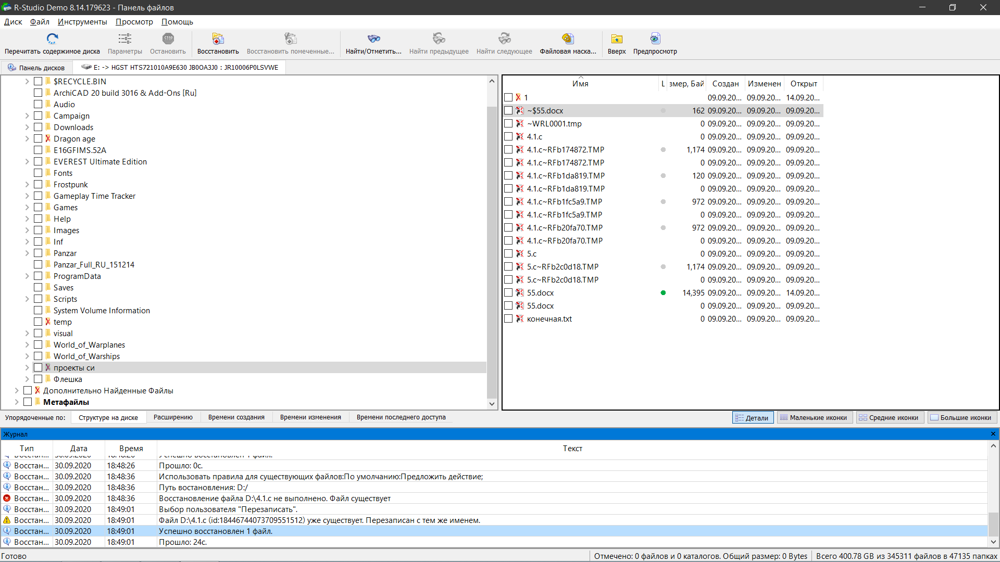 R-Studio Demo 8.14.179623 - Панель файлов
Диск Файл Инструменты Просмотр Помощь
STOP
Перечитать содержимое диска Параметры Остановить Восстановить Восстановить помеченные... Найти/Отметить... Найти предыдущее Найти следующее Файловая маска... Вверх Предпросмотр
Панель дисков E: -> HGST HTS721010A9E630 JB0OA3J0 : JR10006P0LSVWE
$RECYCLE.BIN
ArchiCAD 20 build 3016 & Add-Ons [Ru]
Audio
Campaign
Downloads
Dragon age
E16GFIMS.52A
EVEREST Ultimate Edition
Fonts
Frostpunk
Gameplay Time Tracker
Games
Help
Images
Inf
Panzar
Panzar_Full_RU_151214
ProgramData
Saves
Scripts
System Volume Information
temp
visual
World_of_Warplanes
World_of_Warships
проекты си
Флешка
Дополнительно Найденные Файлы
Метафайлы
Имя L змер, Бай Создан Изменен Открыт
1 09.09.20... 09.09.20... 14.09.20...
~$55.docx 162 09.09.20... 09.09.20... 09.09.20...
~WRL0001.tmp 0 09.09.20... 09.09.20... 09.09.20...
4.1.c 0 09.09.20... 09.09.20... 09.09.20...
4.1.c~RFb174872.TMP 1,174 09.09.20... 09.09.20... 09.09.20...
4.1.c~RFb174872.TMP 0 09.09.20... 09.09.20... 09.09.20...
4.1.c~RFb1da819.TMP 120 09.09.20... 09.09.20... 09.09.20...
4.1.c~RFb1da819.TMP 0 09.09.20... 09.09.20... 09.09.20...
4.1.c~RFb1fc5a9.TMP 972 09.09.20... 09.09.20... 09.09.20...
4.1.c~RFb1fc5a9.TMP 0 09.09.20... 09.09.20... 09.09.20...
4.1.c~RFb20fa70.TMP 972 09.09.20... 09.09.20... 09.09.20...
4.1.c~RFb20fa70.TMP 0 09.09.20... 09.09.20... 09.09.20...
5.c 0 09.09.20... 09.09.20... 09.09.20...
5.c~RFb2c0d18.TMP 1,174 09.09.20... 09.09.20... 09.09.20...
5.c~RFb2c0d18.TMP 0 09.09.20... 09.09.20... 09.09.20...
55.docx 14,395 09.09.20... 09.09.20... 14.09.20...
55.docx 0 09.09.20... 09.09.20... 09.09.20...
конечная.txt 0 09.09.20... 09.09.20... 09.09.20...
Упорядоченные по: Структуре на диске Расширению Времени создания Времени изменения Времени последнего доступа Детали Маленькие иконки Средние иконки Большие иконки
Журнал
Тип Дата Время Текст
Восстан... 30.09.2020 18:48:26 Успешно восстановлен 1 файл.
Восстан... 30.09.2020 18:48:26 Прошло: 0с.
Восстан... 30.09.2020 18:48:36 Использовать правила для существующих файлов:По умолчанию:Предложить действие;
Восстан... 30.09.2020 18:48:36 Путь востановления: D:/
Восстан... 30.09.2020 18:48:36 Восстановление файла D:\4.1.c не выполнено. Файл существует
Восстан... 30.09.2020 18:49:01 Выбор пользователя "Перезаписать".
Восстан... 30.09.2020 18:49:01 Файл D:\4.1.c (id:18446744073709551512) уже существует. Перезаписан с тем же именем.
Восстан... 30.09.2020 18:49:01 Успешно восстановлен 1 файл.
Восстан... 30.09.2020 18:49:01 Прошло: 24с.
Готово Отмечено: 0 файлов и 0 каталогов. Общий размер: 0 Bytes Всего 400.78 GB из 345311 файлов в 47135 папках